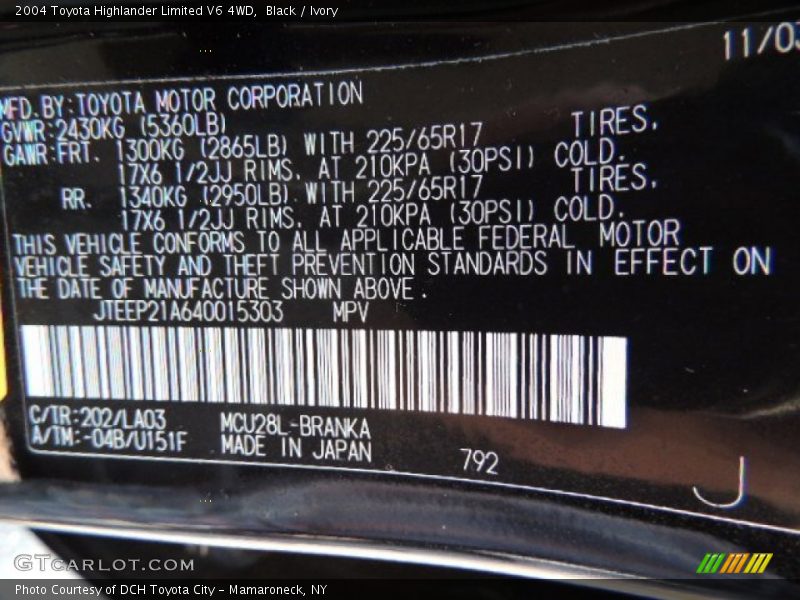 2004 Toyota Highlander Limited V6 4WD,  Black / Ivory
11/03
MFD.BY:TOYOTA MOTOR CORPORATION
GVWR:2430KG (5360LB)
GAWR:FRT. 1300KG (2865LB) WITH 225/65R17 TIRES,
17X6 1/2JJ RIMS, AT 210KPA (30PSI) COLD.
RR. 1340KG (2950LB) WITH 225/65R17 TIRES,
17X6 1/2JJ RIMS, AT 210KPA (30PSI) COLD.
THIS VEHICLE CONFORMS TO ALL APPLICABLE FEDERAL MOTOR
VEHICLE SAFETY AND THEFT PREVENTION STANDARDS IN EFFECT ON
THE DATE OF MANUFACTURE SHOWN ABOVE.
JTEEP21A640015303 MPV
C/TR:202/LA03 MCU28L-BRANKA
A/TM:-04B/U151F MADE IN JAPAN
792
J
GTCARLOT.COM
Photo Courtesy of DCH Toyota City - Mamaroneck, NY